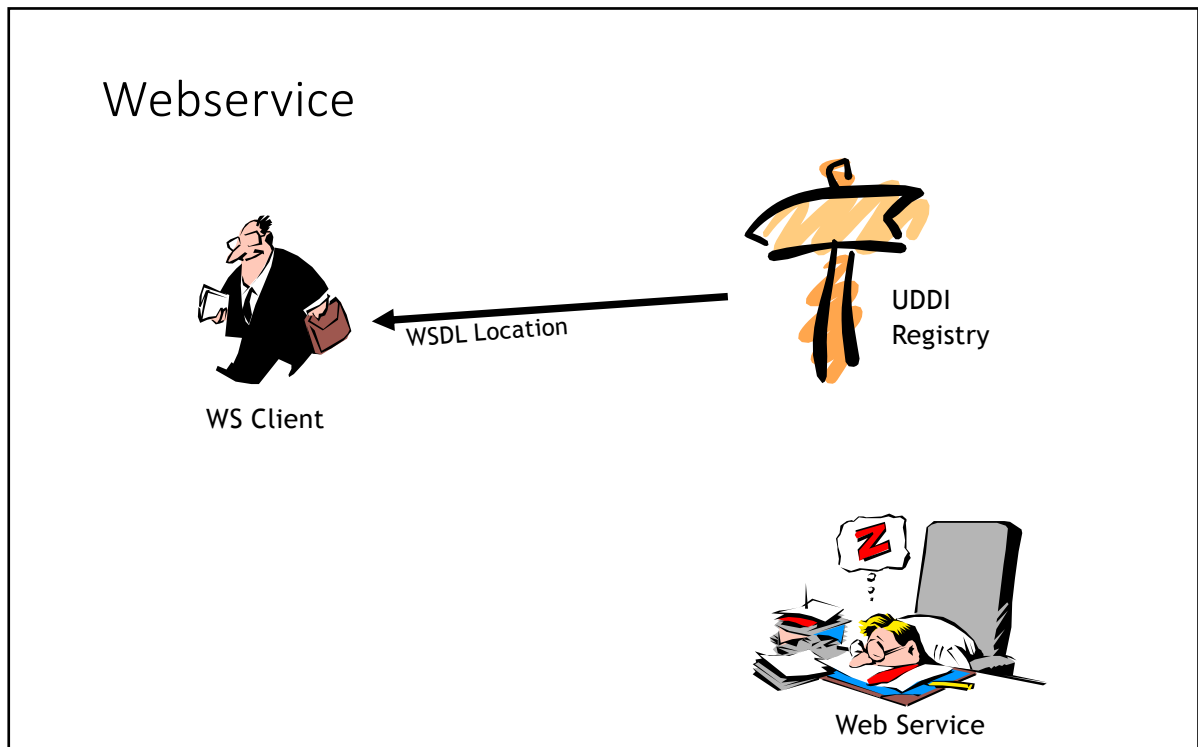 Webservice
UDDI
Registry
WSDL Location
WS Client
Z
Web Service